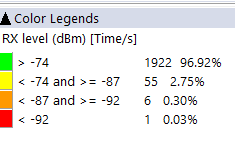 Color Legends
RX level (dBm) [Time/s]
> -74 1922 96.92%
< -74 and >= -87 55 2.75%
< -87 and >= -92 6 0.30%
< -92 1 0.03%